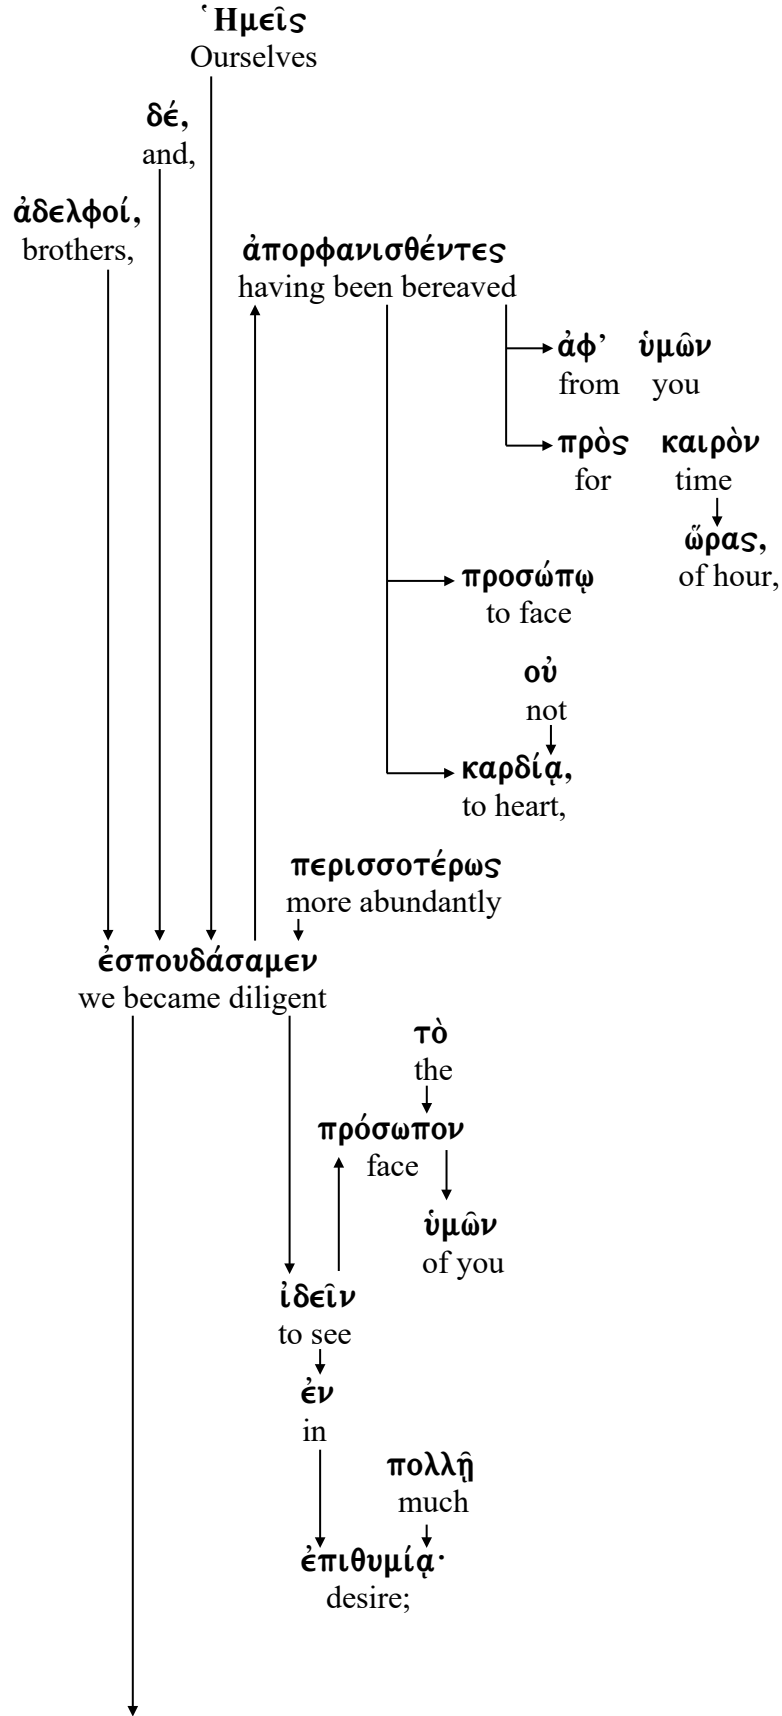 Ἡμεῖς
Ourselves
δέ,
and,
ἀδελφοί,
brothers,
ἀπορφανισθέντες
having been bereaved
ἀφ’ ὑμῶν
from you
πρὸς καιρὸν
for time
ὥρας,
of hour,
προσώπῳ
to face
οὐ
not
καρδίᾳ,
to heart,
περισσοτέρως
more abundantly
ἐσπουδάσαμεν
we became diligent
τὸ
the
πρόσωπον
face
ὑμῶν
of you
ἰδεῖν
to see
ἐν
in
πολλῇ
much
ἐπιθυμίᾳ·
desire;